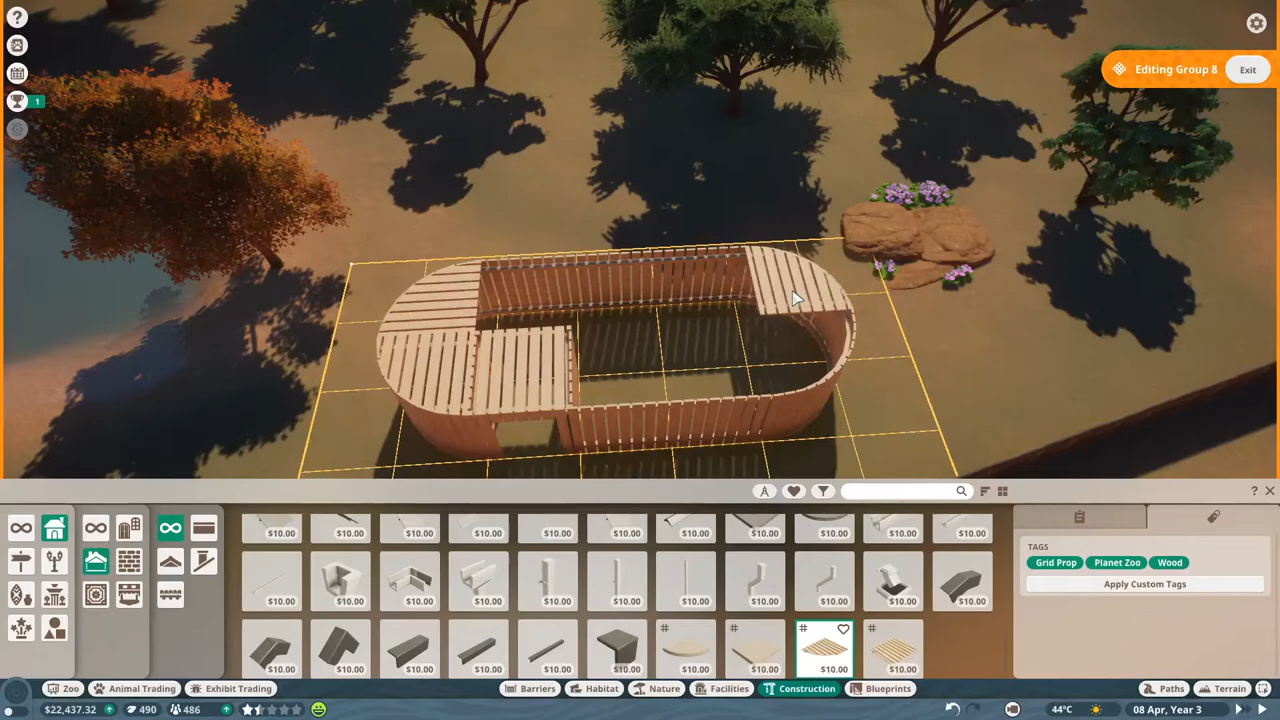 ?
Editing Group 8
Exit
1
?
TAGS
Grid Prop
Planet Zoo
Wood
Apply Custom Tags
$10.00 $10.00 $10.00 $10.00 $10.00 $10.00 $10.00 $10.00 $10.00 $10.00 $10.00
$10.00 $10.00 $10.00 $10.00 $10.00 $10.00 $10.00 $10.00 $10.00 $10.00 $10.00
# # # #
$10.00 $10.00 $10.00 $10.00 $10.00 $10.00 $10.00 $10.00 $10.00 $10.00
Zoo Animal Trading Exhibit Trading Barriers Habitat Nature Facilities Construction Blueprints Paths Terrain
$22,437.32 490 486 44°C 08 Apr, Year 3